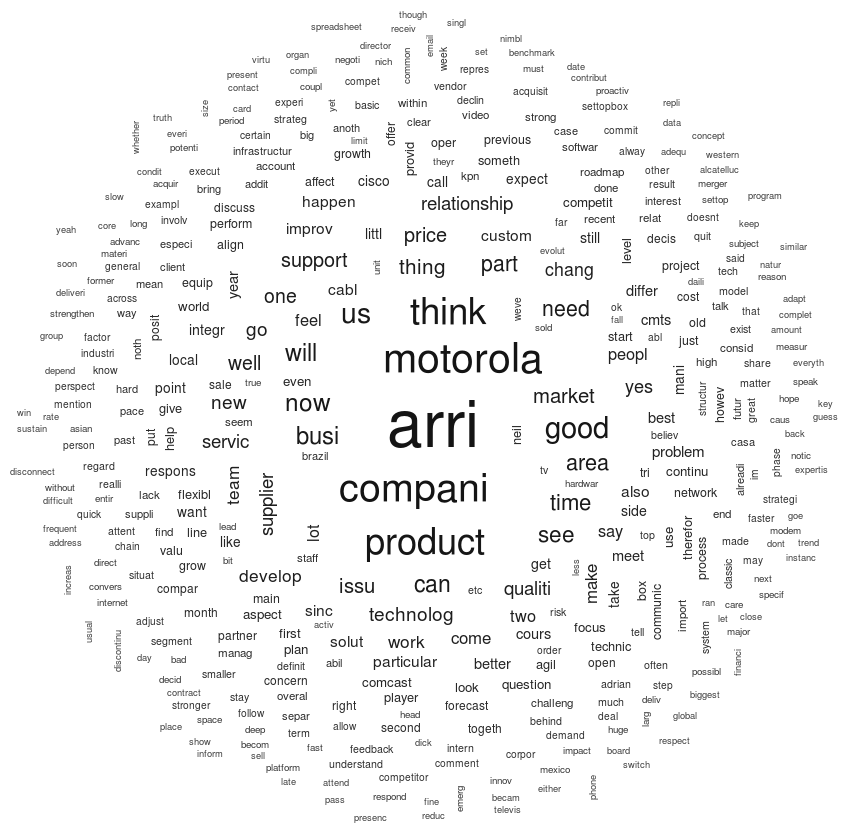 though
singl
spreadsheet
receiv
nimbl
director
email
week
set
benchmark
organ
virtu
negoti
nich
common
repres
must
date
compli
present
contact
coupl
compet
vendor
acquisit
contribut
proactiv
size
card
experi
yet
basic
within
declin
settopbox
repli
truth
period
strateg
offer
clear
video
strong
data
whether
everi
certain
big
anoth
case
commit
concept
potenti
infrastructur
limit
growth
provid
oper
previous
softwar
alway
adequ
western
condit
execut
account
theyr
someth
roadmap
other
alcatelluc
acquir
bring
addit
affect
cisco
call
kpn
expect
done
result
merger
slow
exampl
discuss
happen
relationship
competit
interest
settop
program
yeah
core
long
involv
perform
improv
littl
price
custom
far
recent
relat
doesnt
keep
advanc
especi
align
still
level
decis
quit
subject
similar
materi
support
evolut
said
soon
general
client
year
unit
thing
part
chang
project
tech
natur
former
mean
equip
one
cabl
differ
daili
reason
deliveri
across
world
cost
model
adapt
strengthen
way
posit
feel
us
think
weve
need
ok
talk
that
complet
group
factor
integr
go
sold
fall
cmts
old
exist
amount
industri
noth
local
well
will
motorola
start
abl
just
consid
measur
depend
know
peopl
high
share
everyth
perspect
hard
point
sale
true
even
yes
mani
structur
howev
futur
great
matter
speak
mention
pace
give
new
now
market
hope
key
win
rate
seem
arri
best
caus
guess
sustain
asian
past
put
help
servic
busi
neil
good
believ
casa
back
person
brazil
problem
phase
notic
disconnect
regard
respons
tv
area
tri
continu
alreadi
im
expertis
without
realli
team
supplier
compani
hardwar
network
difficult
entir
lack
flexibl
time
also
strategi
quick
suppli
want
side
end
faster
goe
frequent
attent
find
line
lead
like
lot
product
see
say
top
use
therefor
modem
address
chain
valu
bit
staff
process
made
dont
trend
direct
grow
get
less
meet
may
instanc
increas
convers
situat
compar
develop
issu
can
etc
qualiti
make
take
box
communic
classic
next
specif
internet
main
ran
care
adjust
month
aspect
sinc
technolog
two
risk
import
let
close
usual
discontinu
segment
partner
first
activ
solut
work
come
cours
focus
tell
system
major
day
bad
manag
plan
order
technic
financi
decid
smaller
definit
abil
particular
better
agil
open
often
possibl
contract
concern
comcast
look
question
adrian
step
biggest
stronger
stay
overal
player
forecast
challeng
much
deliv
space
follow
right
head
deal
larg
global
place
deep
separ
allow
second
togeth
behind
huge
respect
show
becom
term
fast
feedback
dick
intern
demand
inform
sell
understand
comment
corpor
impact
board
platform
competitor
mexico
switch
late
attend
innov
either
phone
pass
respond
fine
emerg
becam
presenc
reduc
televis